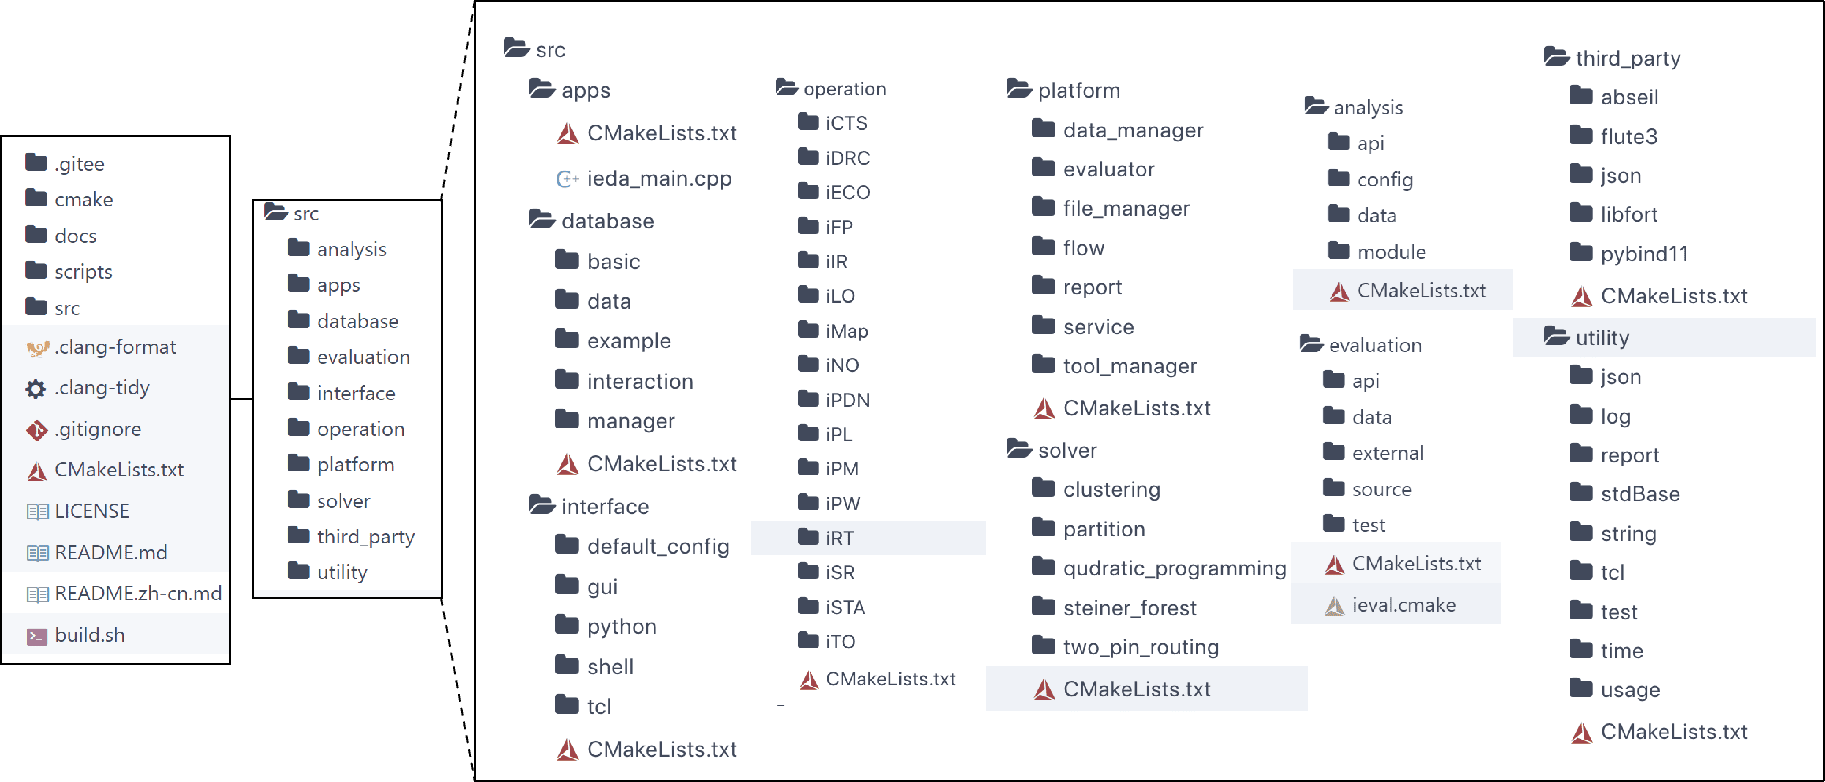 .gitee
cmake
docs
scripts
src
.clang-format
.clang-tidy
.gitignore
CMakeLists.txt
LICENSE
README.md
README.zh-cn.md
build.sh
src
analysis
apps
database
evaluation
interface
operation
platform
solver
third_party
utility
src
apps
CMakeLists.txt
ieda_main.cpp
database
basic
data
example
interaction
manager
CMakeLists.txt
interface
default_config
gui
python
shell
tcl
CMakeLists.txt
operation
iCTS
iDRC
iECO
iFP
iIR
iLO
iMap
iNO
iPDN
iPL
iPM
iPW
iRT
iSR
iSTA
iTO
CMakeLists.txt
platform
data_manager
evaluator
file_manager
flow
report
service
tool_manager
CMakeLists.txt
solver
clustering
partition
qudratic_programming
steiner_forest
two_pin_routing
CMakeLists.txt
analysis
api
config
data
module
CMakeLists.txt
evaluation
api
data
external
source
test
CMakeLists.txt
ieval.cmake
third_party
abseil
flute3
json
libfort
pybind11
CMakeLists.txt
utility
json
log
report
stdBase
string
tcl
test
time
usage
CMakeLists.txt